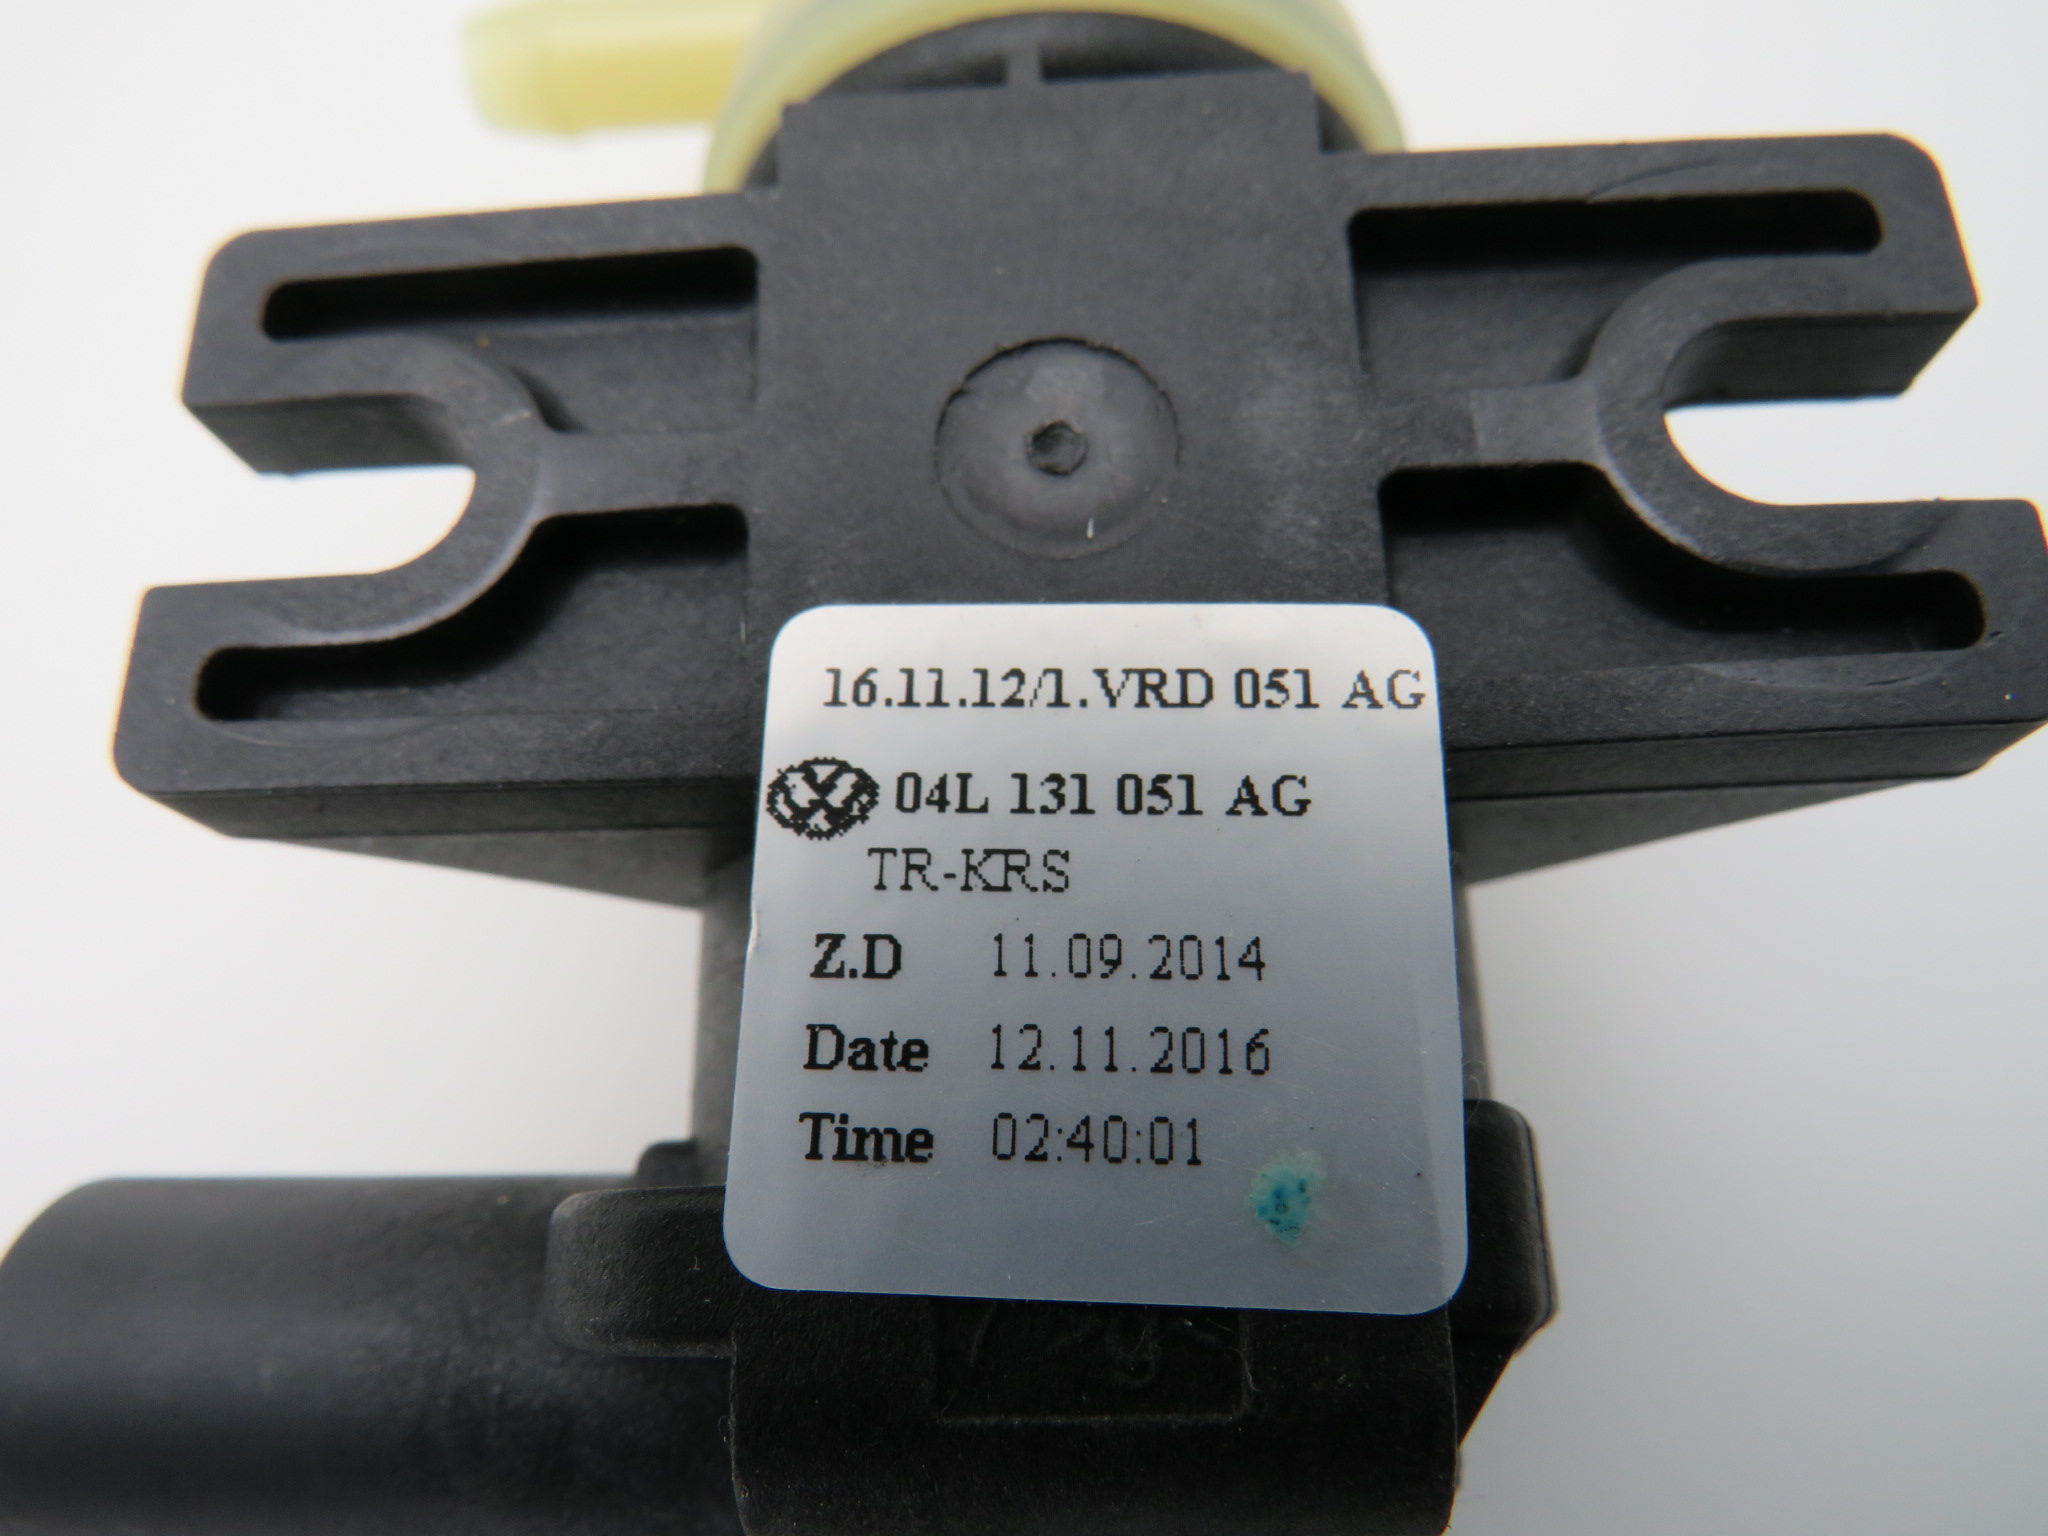 16.11.12/1.VRD 051 AG
04L 131 051 AG
TR-KRS
Z.D 11.09.2014
Date 12.11.2016
Time 02:40:01